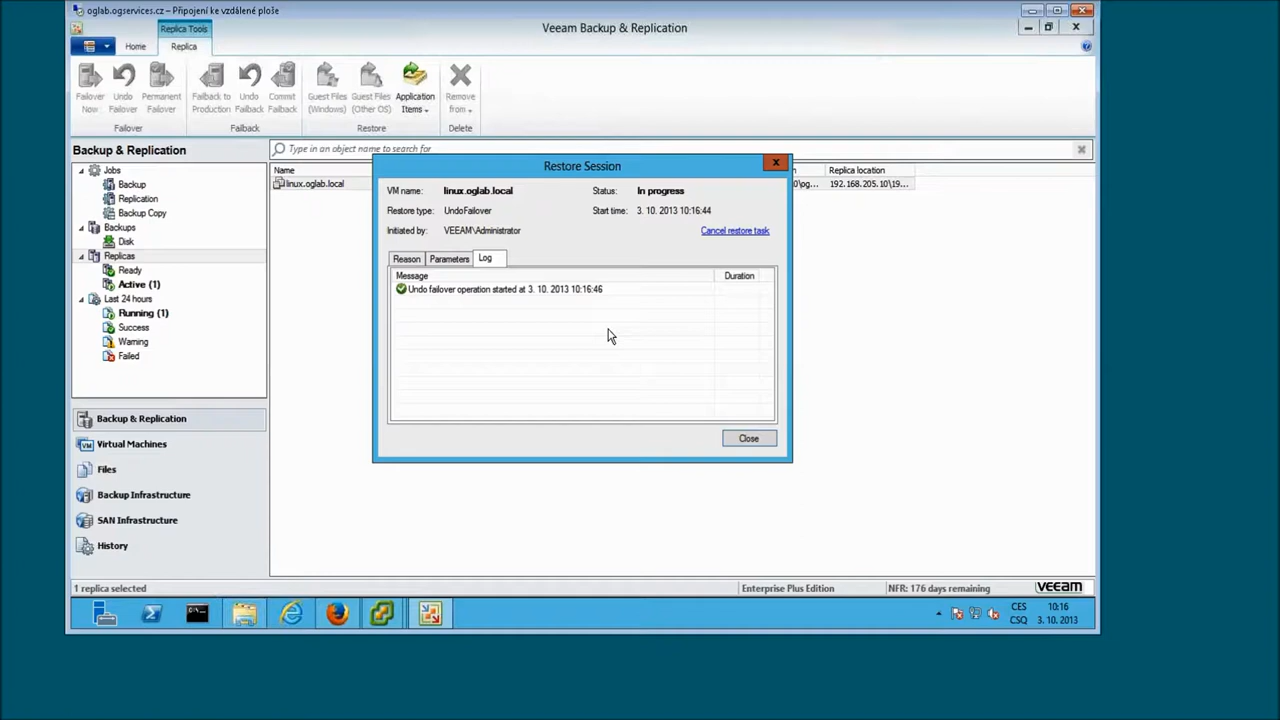 oglab.ogservices.cz – Připojení ke vzdálené ploše
Replica Tools
Veeam Backup & Replication
Home
Replica
Failover Now
Undo Failover
Permanent Failover
Failback to Production
Undo Failback
Commit Failback
Guest Files (Windows)
Guest Files (Other OS)
Application Items
Remove from
Failover
Failback
Restore
Delete
Backup & Replication
Type in an object name to search for
Jobs
Backup
Replication
Backup Copy
Backups
Disk
Replicas
Ready
Active (1)
Last 24 hours
Running (1)
Success
Warning
Failed
Name
Replica location
linux.oglab.local
192.168.205.10\19...
Restore Session
VM name: linux.oglab.local
Status: In progress
Restore type: UndoFailover
Start time: 3. 10. 2013 10:16:44
Initiated by: VEEAM\Administrator
Cancel restore task
Reason
Parameters
Log
Message
Duration
Undo failover operation started at 3. 10. 2013 10:16:46
Close
Backup & Replication
Virtual Machines
Files
Backup Infrastructure
SAN Infrastructure
History
1 replica selected
Enterprise Plus Edition
NFR: 176 days remaining
veeam
CES
10:16
CSQ
3. 10. 2013